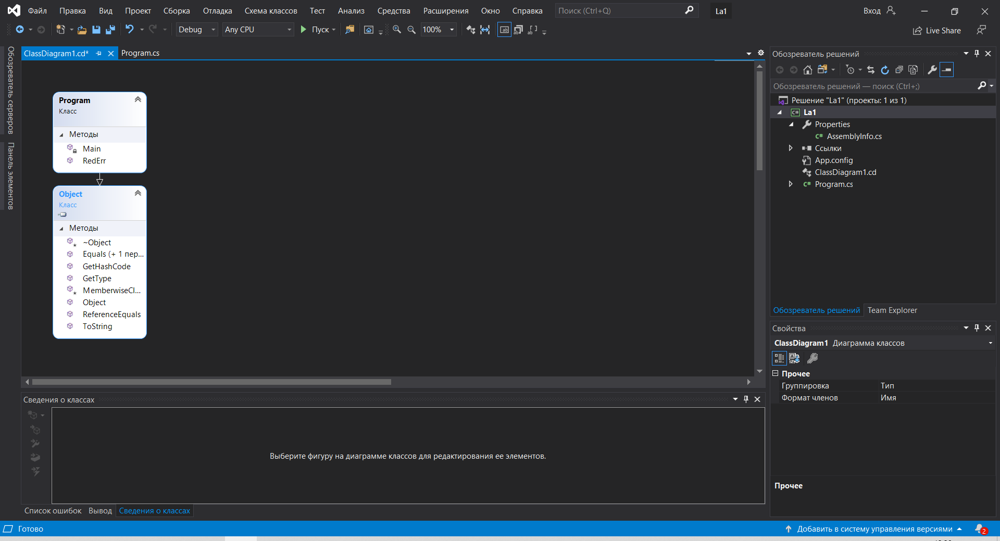 Файл Правка Вид Проект Сборка Отладка Схема классов Тест Анализ Средства Расширения Окно Справка Поиск (Ctrl+Q) La1 Вход
Debug Any CPU Пуск 100% Live Share
Обозреватель серверов
Панель элементов
ClassDiagram1.cd* Program.cs
Program
Класс
Методы
Main
RedErr
Object
Класс
Методы
~Object
Equals (+ 1 пер...
GetHashCode
GetType
MemberwiseCl...
Object
ReferenceEquals
ToString
Сведения о классах
Выберите фигуру на диаграмме классов для редактирования ее элементов.
Список ошибок Вывод Сведения о классах
Обозреватель решений
Обозреватель решений — поиск (Ctrl+;)
Решение "La1" (проекты: 1 из 1)
C# La1
Properties
C# AssemblyInfo.cs
Ссылки
App.config
ClassDiagram1.cd
C# Program.cs
Обозреватель решений Team Explorer
Свойства
ClassDiagram1 Диаграмма классов
Прочее
Группировка Тип
Формат членов Имя
Прочее
Готово Добавить в систему управления версиями 2